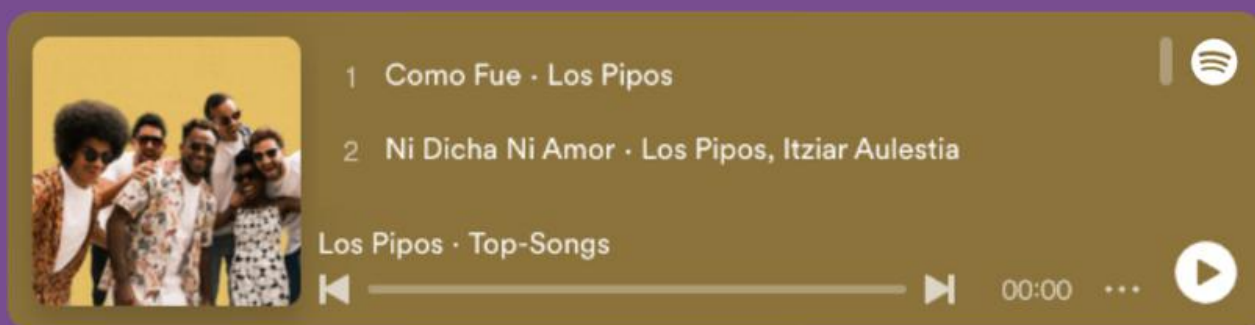 1 Como Fue · Los Pipos
2 Ni Dicha Ni Amor · Los Pipos, Itziar Aulestia
Los Pipos · Top-Songs
00:00 ···